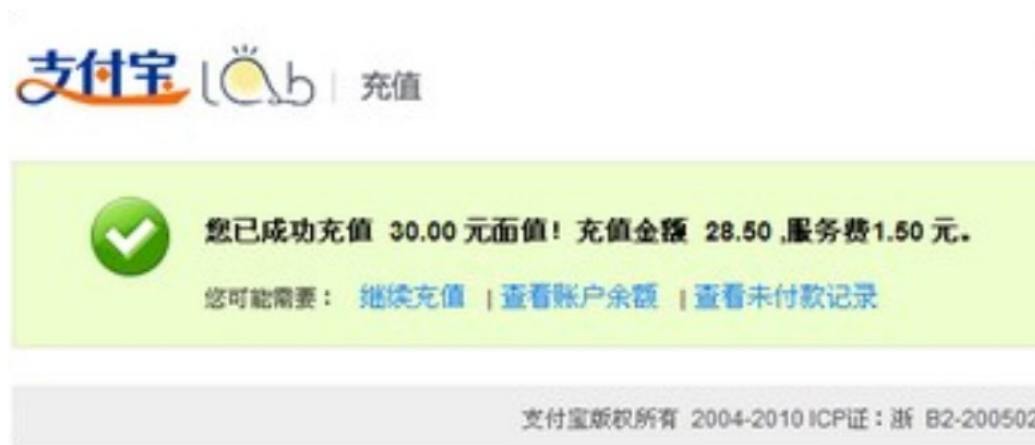 支付宝 lab | 充值
您已成功充值 30.00 元面值！充值金额 28.50 ,服务费1.50 元。
您可能需要： 继续充值 | 查看账户余额 | 查看未付款记录
支付宝版权所有 2004-2010 ICP证：浙 B2-200502